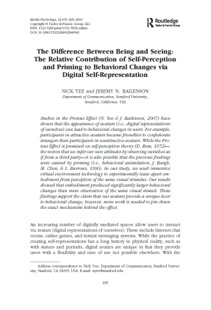 Media Psychology, 12:195–209, 2009
Copyright © Taylor & Francis Group, LLC
ISSN: 1521-3269 print/1532-785X online
DOI: 10.1080/15213260902849943
Routledge
Taylor & Francis Group
The Difference Between Being and Seeing:
The Relative Contribution of Self-Perception
and Priming to Behavioral Changes via
Digital Self-Representation
NICK YEE and JEREMY N. BAILENSON
Department of Communication, Stanford University,
Stanford, California, USA
Studies in the Proteus Effect (N. Yee & J. Bailenson, 2007) have
shown that the appearance of avatars (i.e., digital representations
of ourselves) can lead to behavioral changes in users. For example,
participants in attractive avatars became friendlier to confederate
strangers than participants in unattractive avatars. While the Pro-
teus Effect is premised on self-perception theory (D. Bem, 1972)—
the notion that we infer our own attitudes by observing ourselves as
if from a third party—it is also possible that the previous findings
were caused by priming (i.e., behavioral assimilation, J. Bargh,
M. Chen, & L. Burrows, 1996). In our study, we used immersive
virtual environment technology to experimentally tease apart em-
bodiment from perception of the same visual stimulus. Our results
showed that embodiment produced significantly larger behavioral
changes than mere observation of the same visual stimuli. These
findings support the claim that our avatars provide a unique lever
to behavioral change; however, more work is needed to pin down
the exact mechanism behind the effect.
An increasing number of digitally mediated spaces allow users to interact
via avatars (digital representations of ourselves). These include Internet chat
rooms, online games, and instant messaging systems. While the practice of
creating self-representations has a long history in physical reality, such as
with statues and portraits, digital avatars are unique in that they provide
users with a flexibility and ease of use not possible elsewhere. With the
Address correspondence to Nick Yee, Department of Communication, Stanford Univer-
sity, Stanford, CA 94305, USA. E-mail:
195